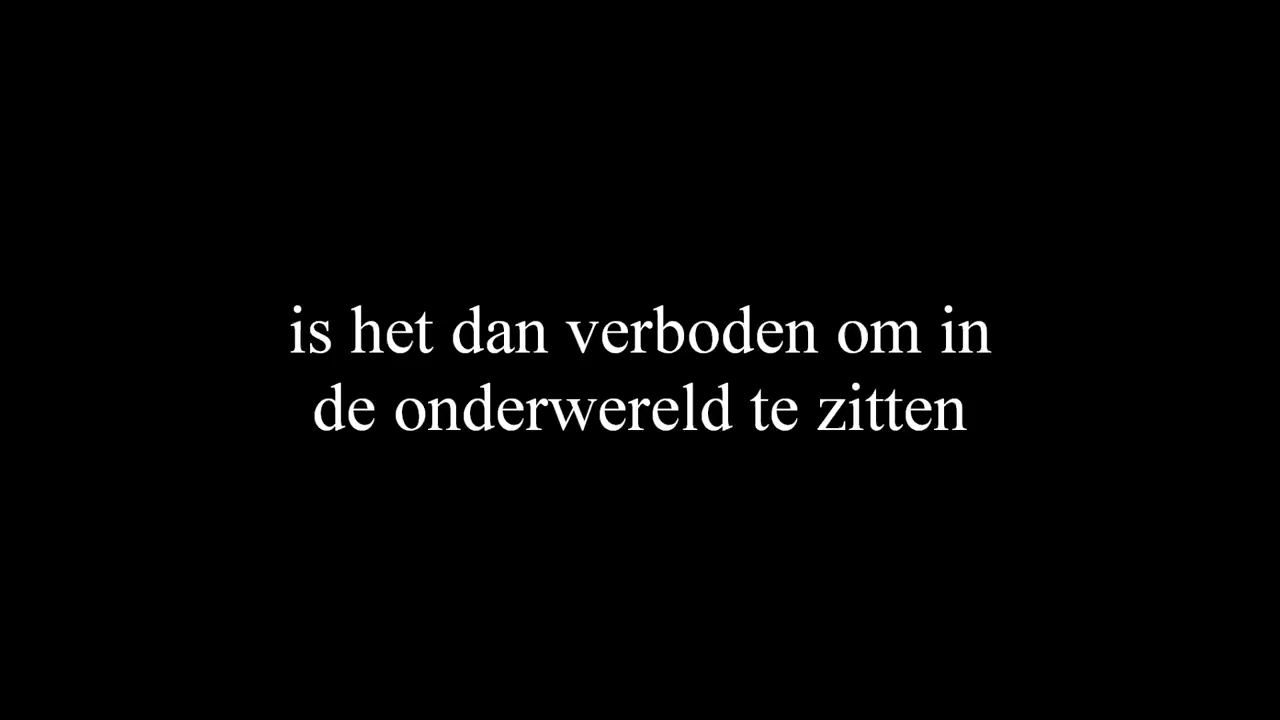 is het dan verboden om in
de onderwereld te zitten